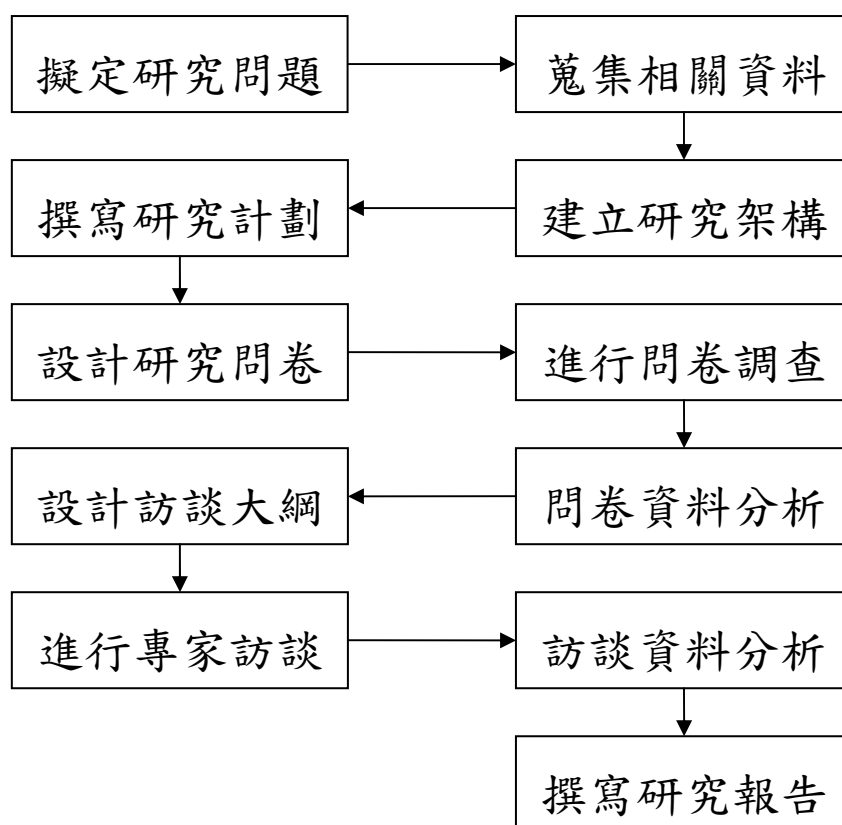 擬定研究問題
蒐集相關資料
建立研究架構
撰寫研究計劃
設計研究問卷
進行問卷調查
問卷資料分析
設計訪談大綱
進行專家訪談
訪談資料分析
撰寫研究報告